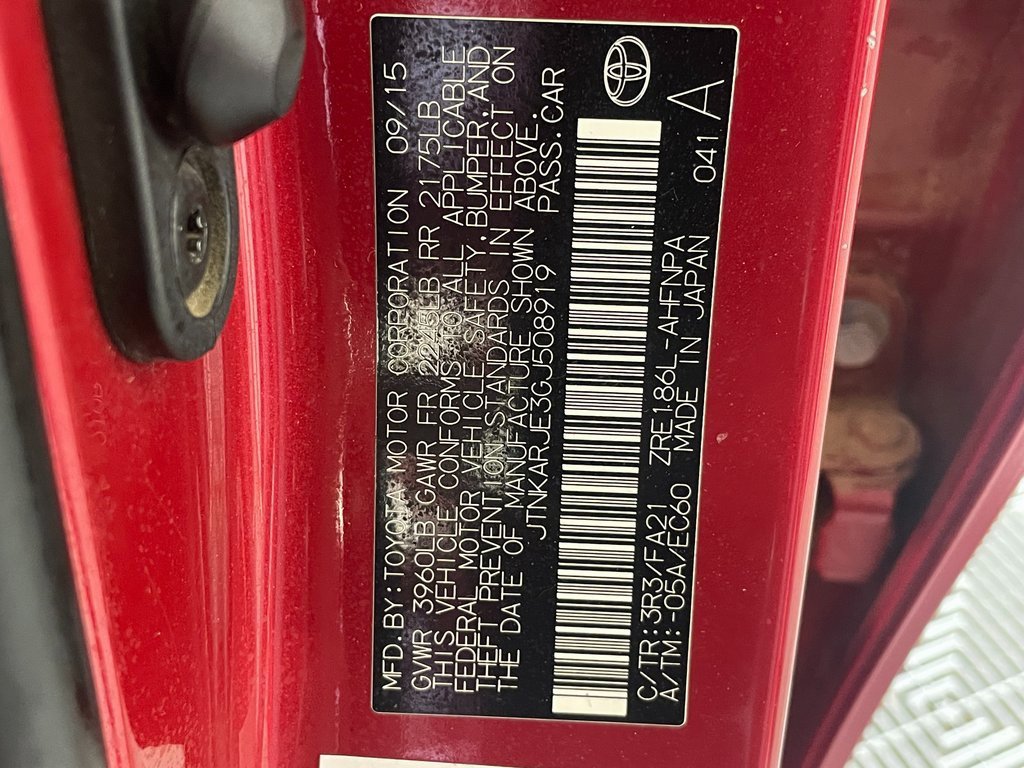 MFD.BY:TOYOTA MOTOR CORPORATION 09/15
GVWR 3960LB GAWR FR 2245LB RR 2175LB
THIS VEHICLE CONFORMS TO ALL APPLICABLE
FEDERAL MOTOR VEHICLE SAFETY, BUMPER,AND
THEFT PREVENTION STANDARDS IN EFFECT ON
THE DATE OF MANUFACTURE SHOWN ABOVE.
JTNKARJE3GJ508919 PASS.CAR
C/TR:3R3/FA21 ZRE186L-AHFNPA 041
A/TM:-05A/EC60 MADE IN JAPAN A